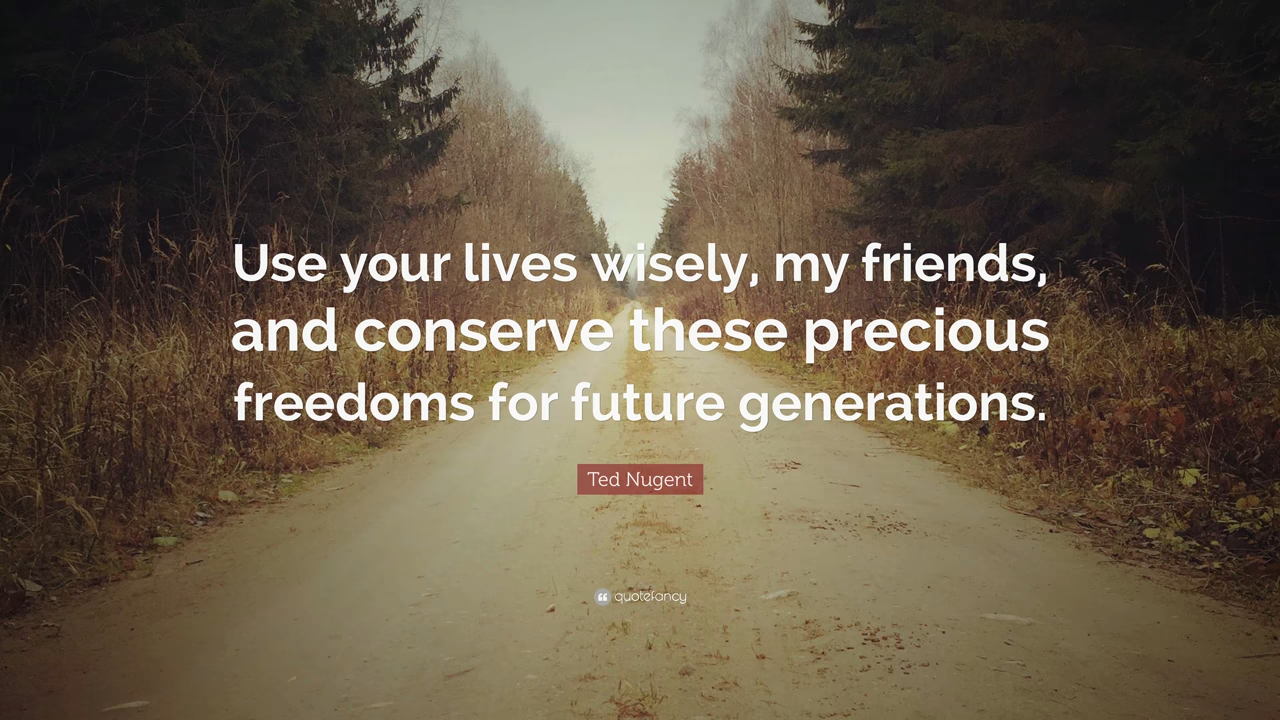 Use your lives wisely, my friends,
and conserve these precious
freedoms for future generations.
Ted Nugent
quotefancy